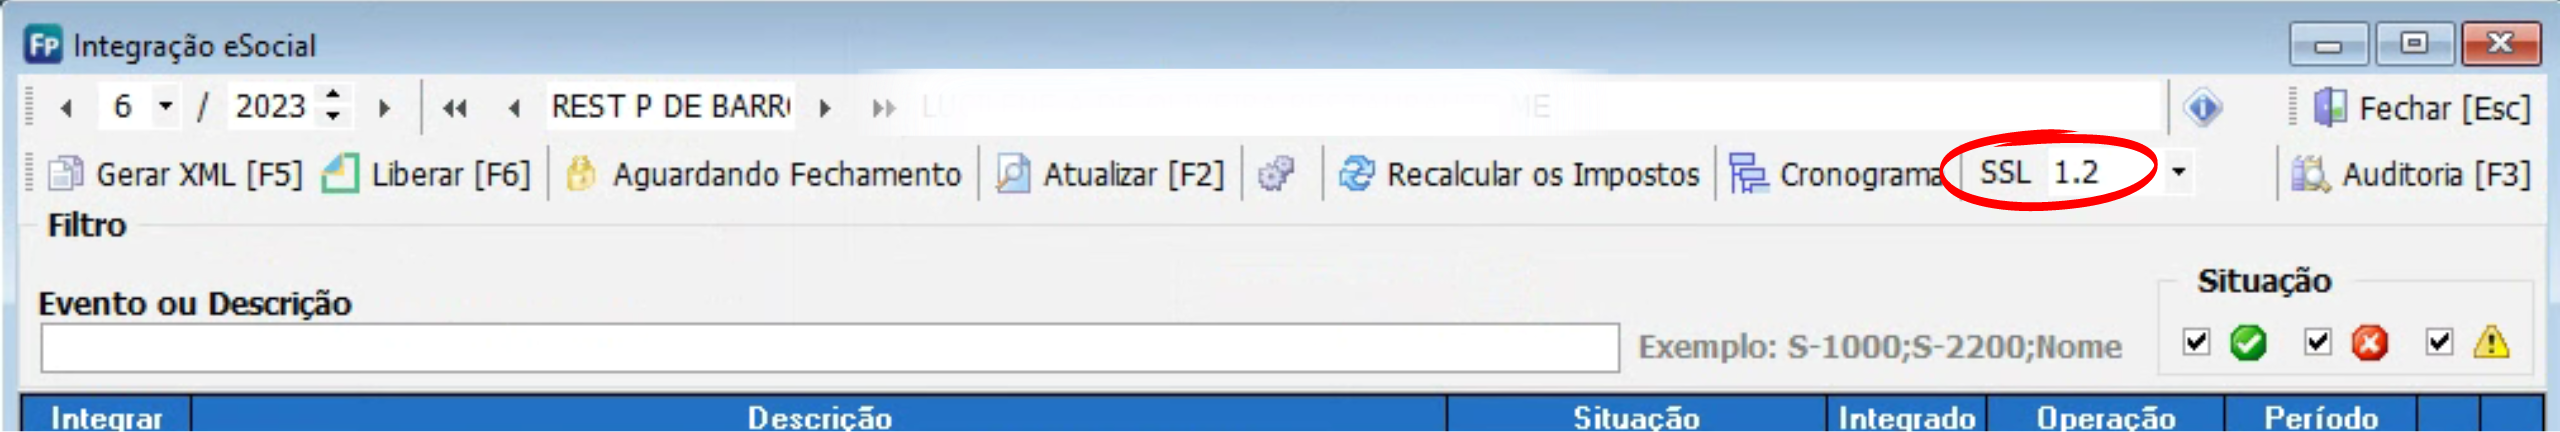 FP Integração eSocial
6 / 2023 REST P DE BARR Fechar [Esc]
Gerar XML [F5] Liberar [F6] Aguardando Fechamento Atualizar [F2] Recalcular os Impostos Cronograma SSL 1.2 Auditoria [F3]
Filtro
Situação
Evento ou Descrição
Exemplo: S-1000;S-2200;Nome
Integrar Descrição Situação Integrado Operação Período